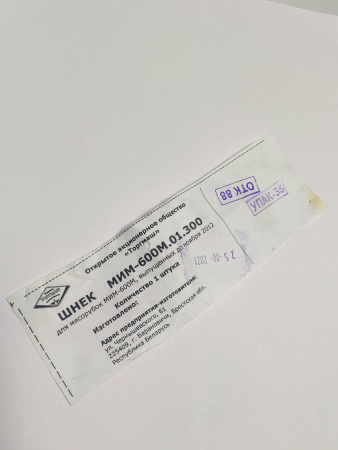 Открытое акционерное общество
«Торгмаш»
ШНЕК МИМ-600М.01.300
для мясорубок МИМ-600М, выпущенных до ноября 2012
Количество 1 штука
Изготовлено:
Адрес предприятия-изготовителя:
ул. Чернышевского, 61
225409, г. Барановичи, Брестская обл.
Республика Беларусь
ОТК 88
УПАК-35